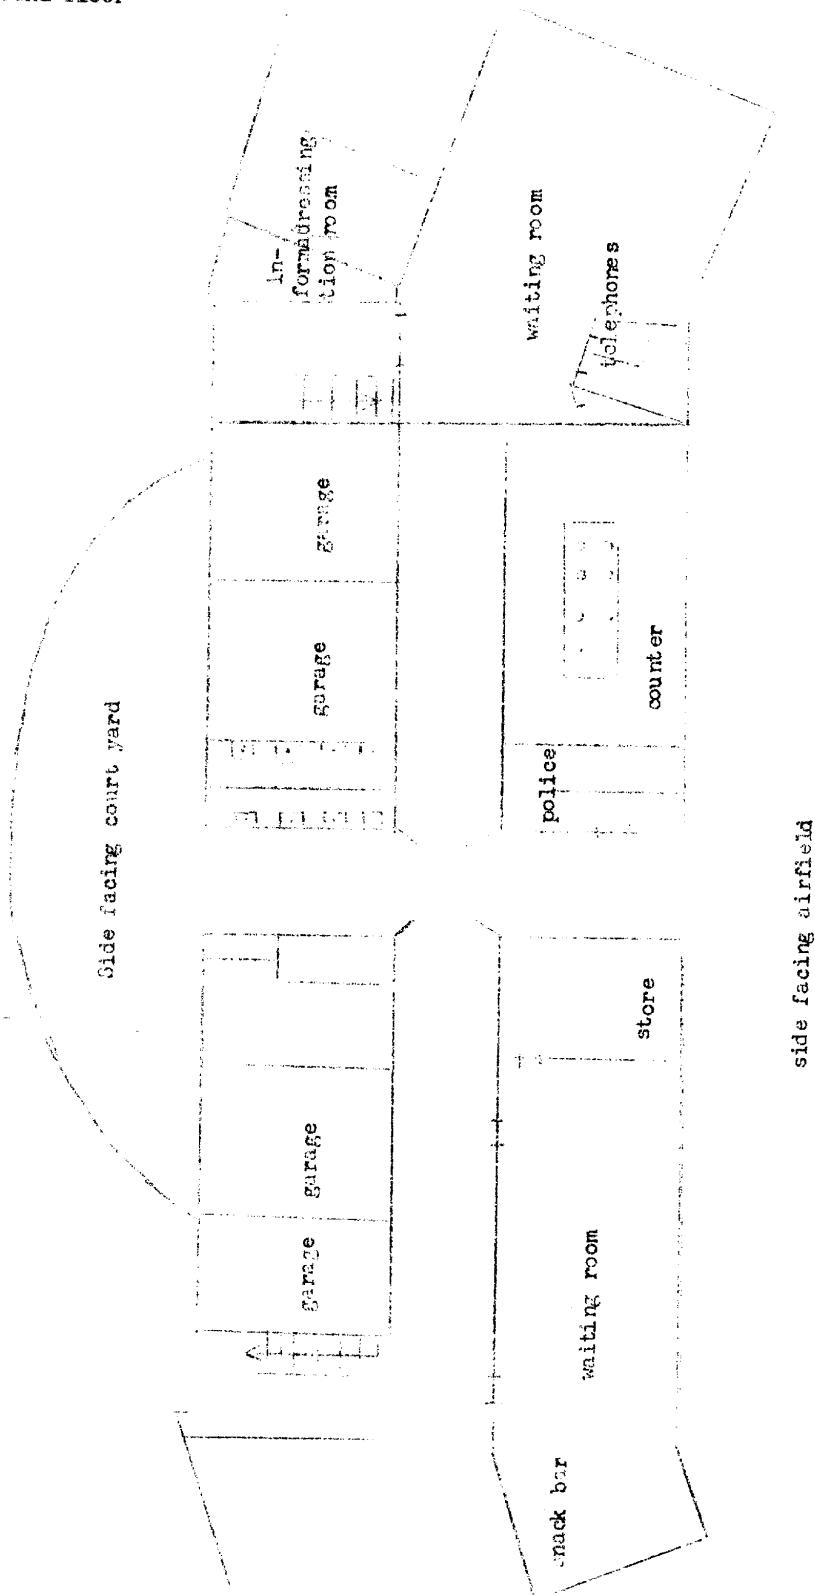 Side facing court yard
garage
garage
garage
garage
in-
formation room
dressing
waiting room
telephones
counter
police
store
waiting room
snack bar
side facing airfield